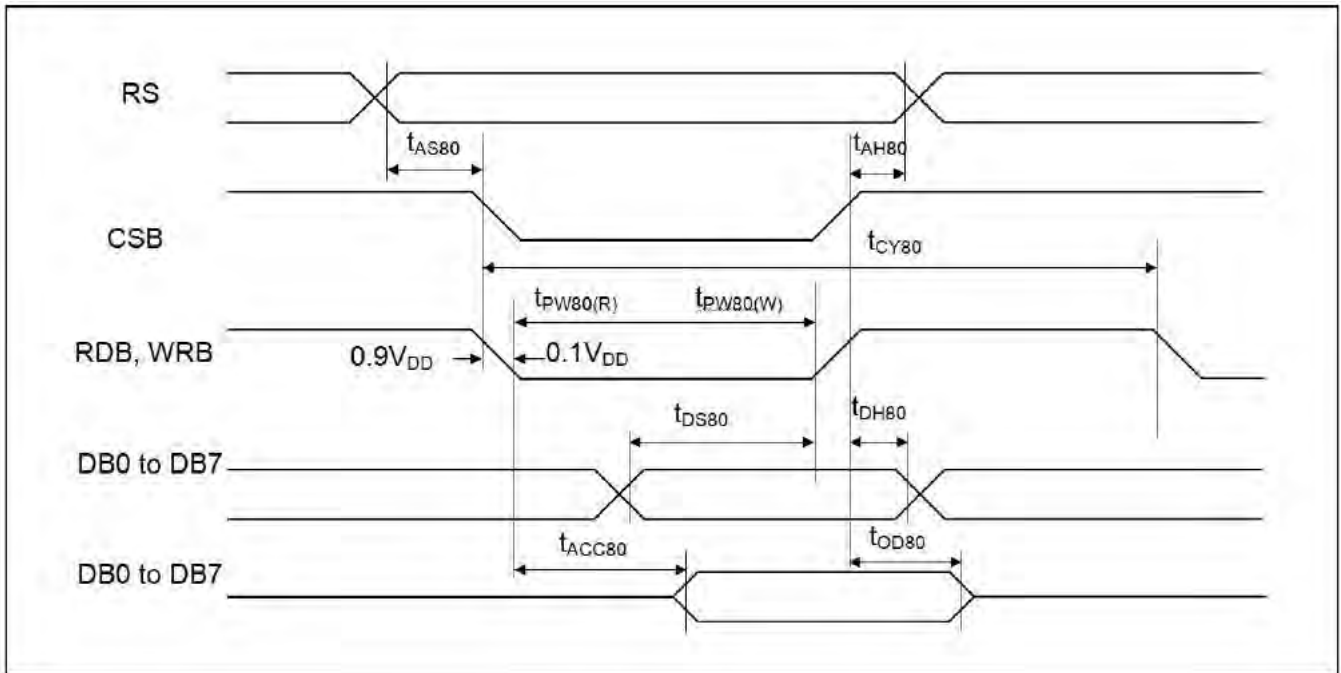 RS
tAS80
tAH80
CSB
tCY80
tPW80(R)
tPW80(W)
RDB, WRB
0.9VDD
0.1VDD
tDS80
tDH80
DB0 to DB7
tACC80
tOD80
DB0 to DB7